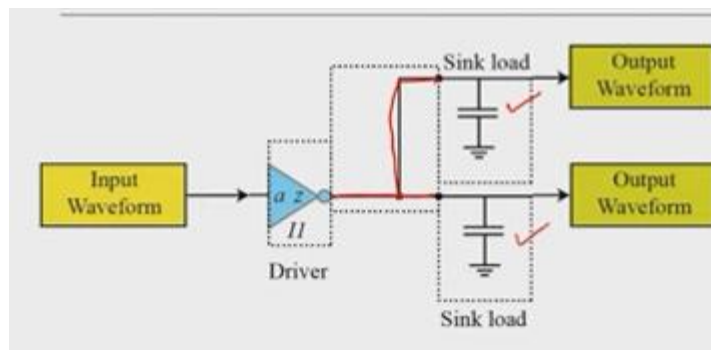 Sink load
Output
Waveform
Input
Waveform
a z
I1
Driver
Output
Waveform
Sink load